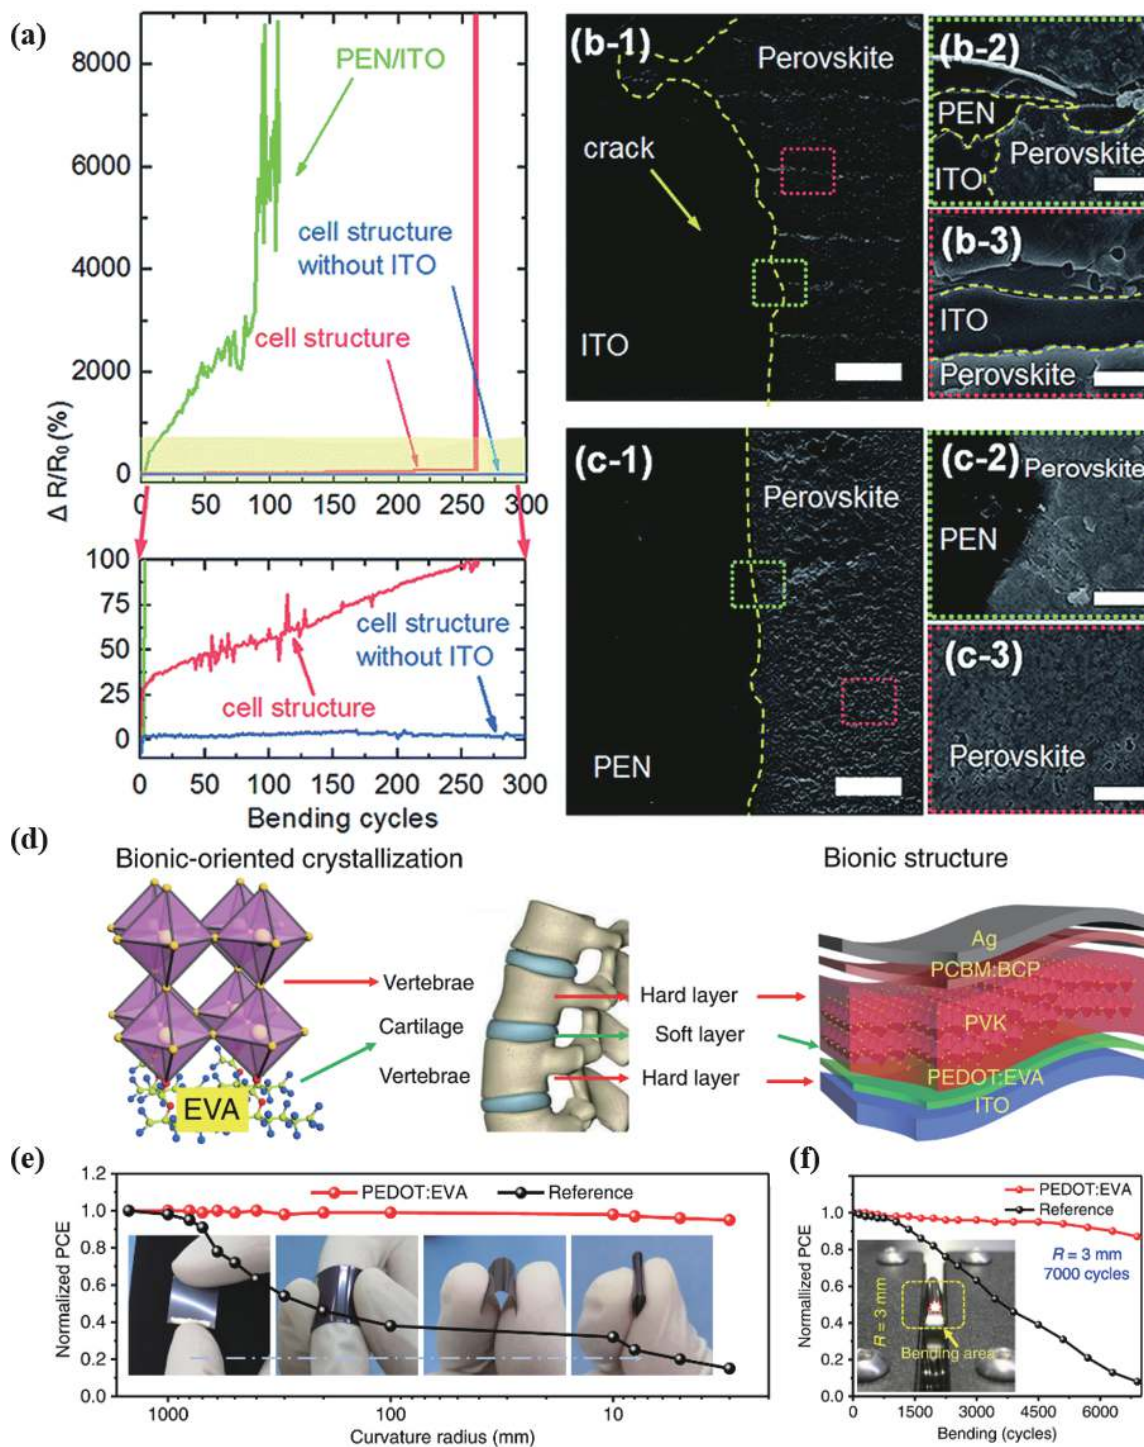 (a)
8000
6000
4000
2000
0
PEN/ITO
cell structure
without ITO
cell structure
0 50 100 150 200 250 300
Δ R/R₀ (%)
100
75
50
25
0
cell structure
without ITO
cell structure
0 50 100 150 200 250 300
Bending cycles
(b-1)
Perovskite
crack
ITO
(b-2)
PEN
Perovskite
ITO
(b-3)
ITO
Perovskite
(c-1)
Perovskite
PEN
(c-2)
Perovskite
PEN
(c-3)
Perovskite
(d)
Bionic-oriented crystallization
Bionic structure
EVA
Vertebrae
Cartilage
Vertebrae
Hard layer
Soft layer
Hard layer
Ag
PCBM:BCP
PVK
PEDOT:EVA
ITO
(e)
Normallzed PCE
1.2
1.0
0.8
0.6
0.4
0.2
0.0
PEDOT:EVA
Reference
1000 100 10
Curvature radius (mm)
(f)
Normalized PCE
1.2
1.0
0.8
0.6
0.4
0.2
0.0
PEDOT:EVA
Reference
R = 3 mm
7000 cycles
R = 3 mm
Bending area
0 1500 3000 4500 6000
Bending (cycles)